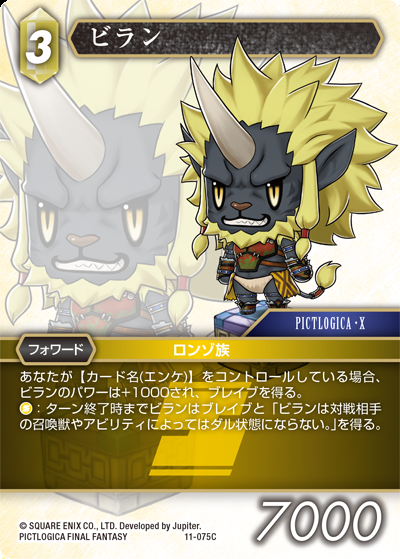 3
ビラン
PICTLOGICA・X
フォワード
ロンゾ族
あなたが【カード名(エンケ)】をコントロールしている場合、
ビランのパワーは+1000され、ブレイブを得る。
：ターン終了時までビランはブレイブと「ビランは対戦相手
の召喚獣やアビリティによってはダル状態にならない。」を得る。
© SQUARE ENIX CO., LTD. Developed by Jupiter.
PICTLOGICA FINAL FANTASY
11-075C
7000